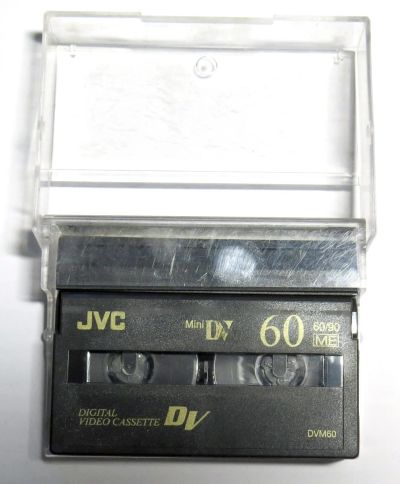 JVC
Mini DV
60
60/90
ME
DIGITAL
VIDEO CASSETTE
DV
DVM60